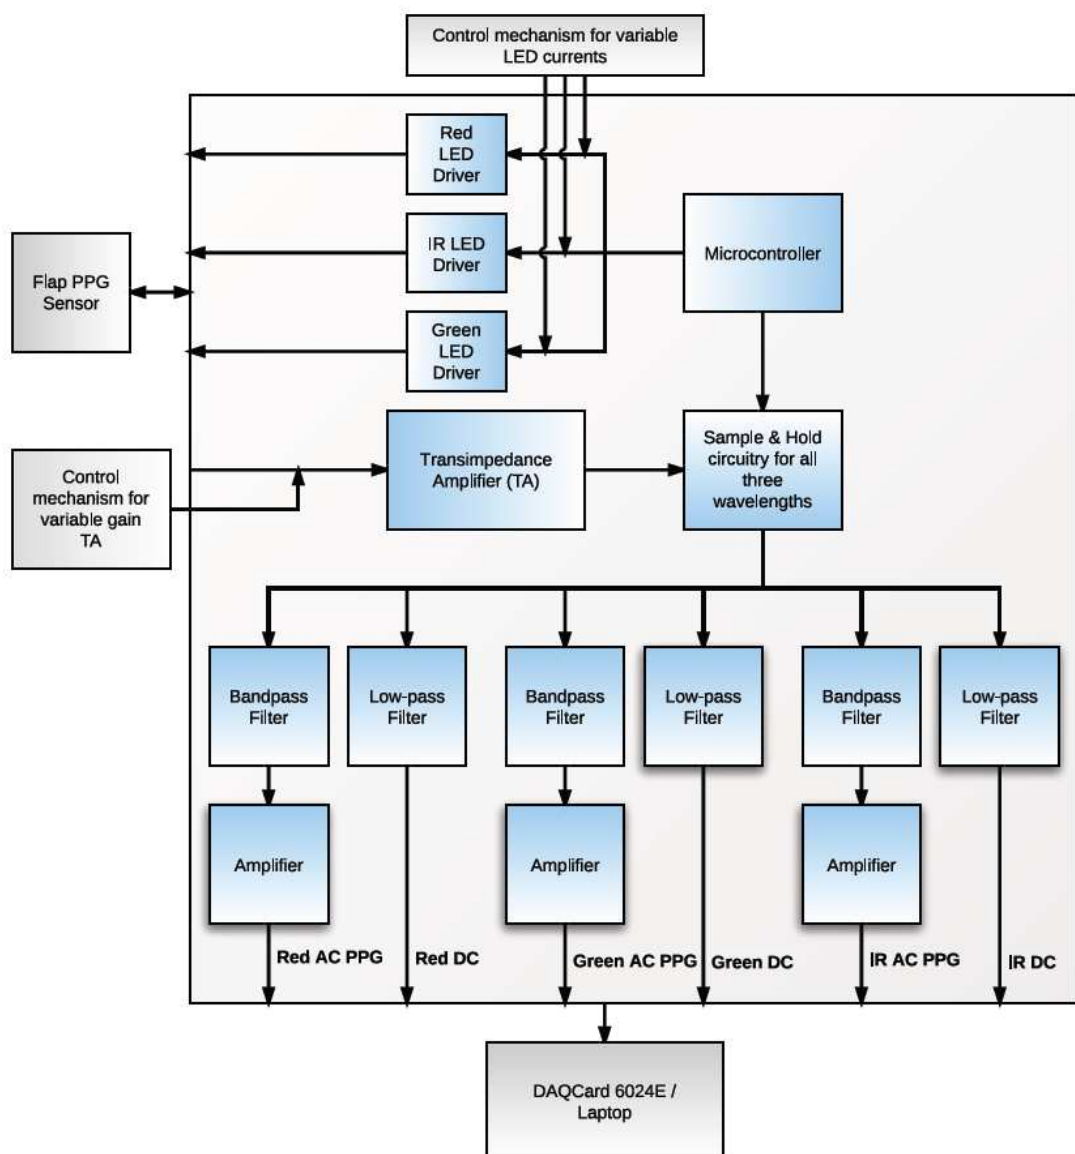 Control mechanism for variable
LED currents
Red
LED
Driver
IR LED
Driver
Microcontroller
Flap PPG
Sensor
Green
LED
Driver
Control
mechanism for
variable gain
TA
Transimpedance
Amplifier (TA)
Sample & Hold
circuitry for all
three
wavelengths
Bandpass
Filter
Low-pass
Filter
Bandpass
Filter
Low-pass
Filter
Bandpass
Filter
Low-pass
Filter
Amplifier
Amplifier
Amplifier
Red AC PPG
Red DC
Green AC PPG
Green DC
IR AC PPG
IR DC
DAQCard 6024E /
Laptop